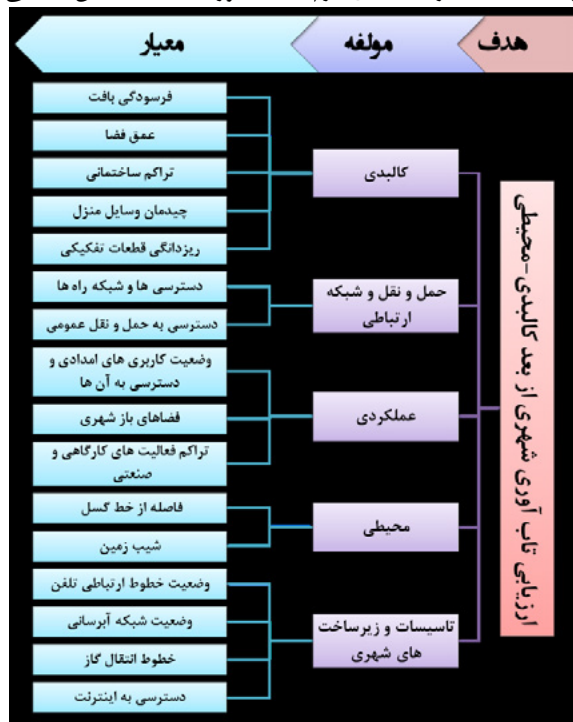 هدف
مولفه
معیار
ارزیابی تاب آوری شهری از بعد کالبدی-محیطی
کالبدی
فرسودگی بافت
عمق فضا
تراکم ساختمانی
چیدمان وسایل منزل
ریزدانگی قطعات تفکیکی
حمل و نقل و شبکه
ارتباطی
دسترسی ها و شبکه راه ها
دسترسی به حمل و نقل عمومی
عملکردی
وضعیت کاربری های امدادی و
دسترسی به آن ها
فضاهای باز شهری
تراکم فعالیت های کارگاهی و
صنعتی
محیطی
فاصله از خط گسل
شیب زمین
تاسیسات و زیرساخت
های شهری
وضعیت خطوط ارتباطی تلفن
وضعیت شبکه آبرسانی
خطوط انتقال گاز
دسترسی به اینترنت